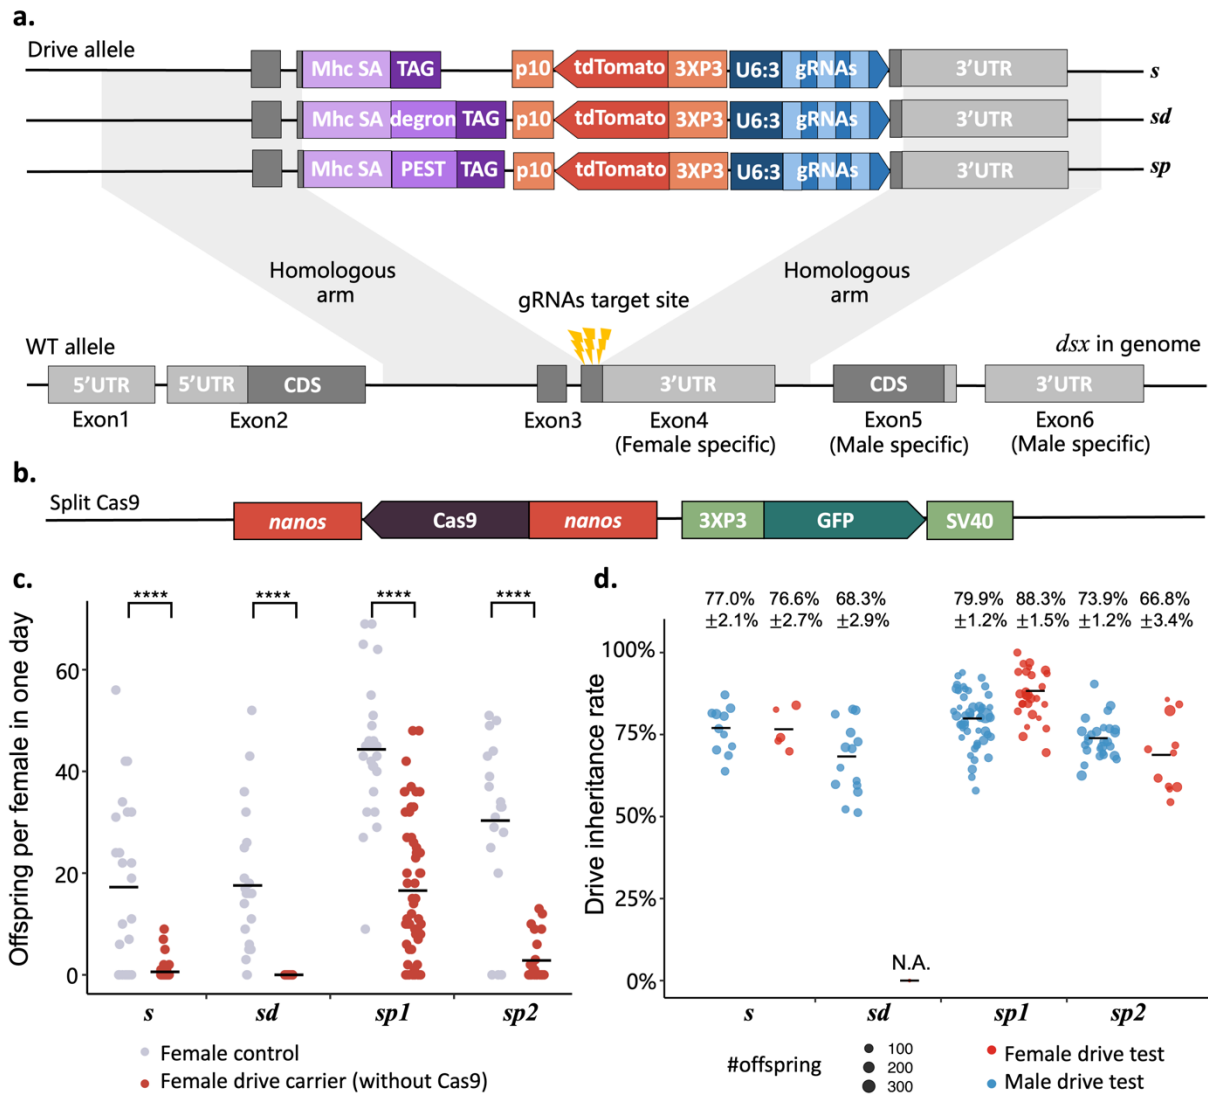 a.
Drive allele
Mhc SA TAG p10 tdTomato 3XP3 U6:3 gRNAs 3’UTR s
Mhc SA degron TAG p10 tdTomato 3XP3 U6:3 gRNAs 3’UTR sd
Mhc SA PEST TAG p10 tdTomato 3XP3 U6:3 gRNAs 3’UTR sp
Homologous
arm
Homologous
arm
gRNAs target site
WT allele
dsx in genome
5’UTR 5’UTR CDS 3’UTR CDS 3’UTR
Exon1 Exon2 Exon3 Exon4 Exon5 Exon6
(Female specific) (Male specific) (Male specific)
b.
Split Cas9
nanos Cas9 nanos 3XP3 GFP SV40
c.
**** **** **** ****
Offspring per female in one day
60
40
20
0
s sd sp1 sp2
Female control
Female drive carrier (without Cas9)
d.
77.0% 76.6% 68.3% 79.9% 88.3% 73.9% 66.8%
±2.1% ±2.7% ±2.9% ±1.2% ±1.5% ±1.2% ±3.4%
Drive inheritance rate
100%
75%
50%
25%
0%
N.A.
s sd sp1 sp2
#offspring
100
200
300
Female drive test
Male drive test